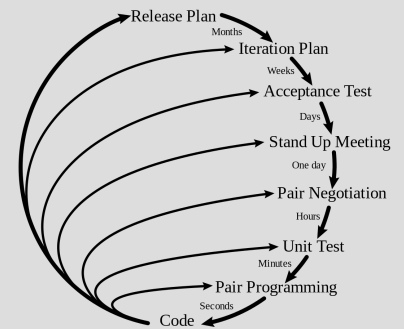 Release Plan
Months
Iteration Plan
Weeks
Acceptance Test
Days
Stand Up Meeting
One day
Pair Negotiation
Hours
Unit Test
Minutes
Pair Programming
Seconds
Code